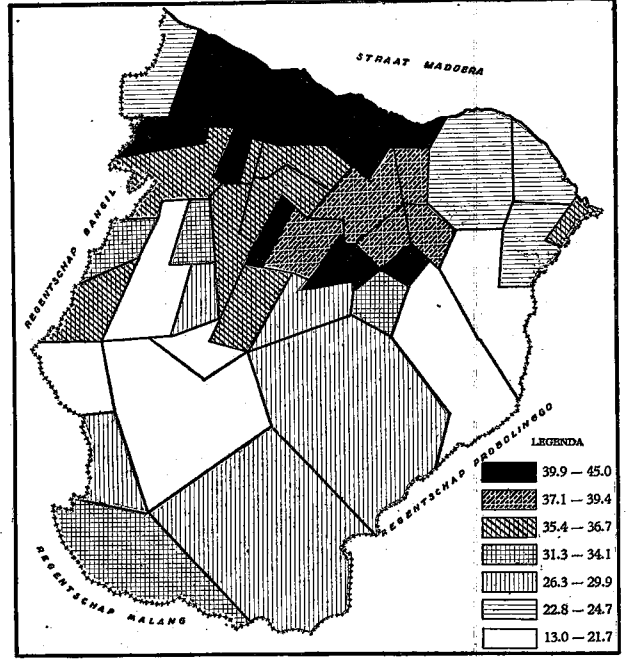 STRAAT MADOERA
REGENTSCHAP BANGIL
REGENTSCHAP PROBOLINGGO
REGENTSCHAP MALANG
LEGENDA
39.9 — 45.0
37.1 — 39.4
35.4 — 36.7
31.3 — 34.1
26.3 — 29.9
22.8 — 24.7
13.0 — 21.7